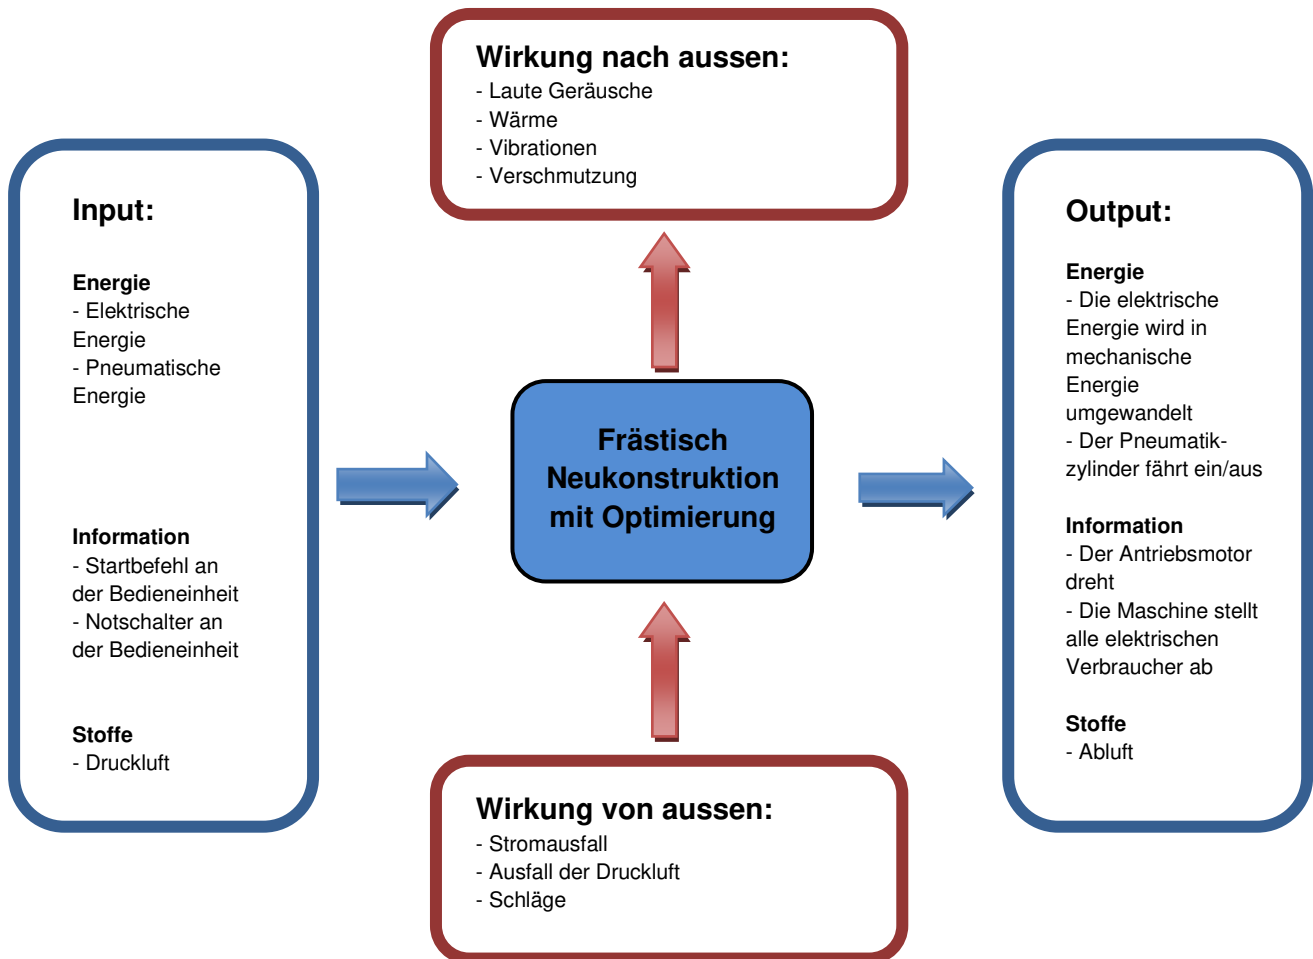 Wirkung nach aussen:
- Laute Geräusche
- Wärme
- Vibrationen
- Verschmutzung
Input:
Energie
- Elektrische
Energie
- Pneumatische
Energie
Information
- Startbefehl an
der Bedieneinheit
- Notschalter an
der Bedieneinheit
Stoffe
- Druckluft
Frästisch
Neukonstruktion
mit Optimierung
Output:
Energie
- Die elektrische
Energie wird in
mechanische
Energie
umgewandelt
- Der Pneumatik-
zylinder fährt ein/aus
Information
- Der Antriebsmotor
dreht
- Die Maschine stellt
alle elektrischen
Verbraucher ab
Stoffe
- Abluft
Wirkung von aussen:
- Stromausfall
- Ausfall der Druckluft
- Schläge